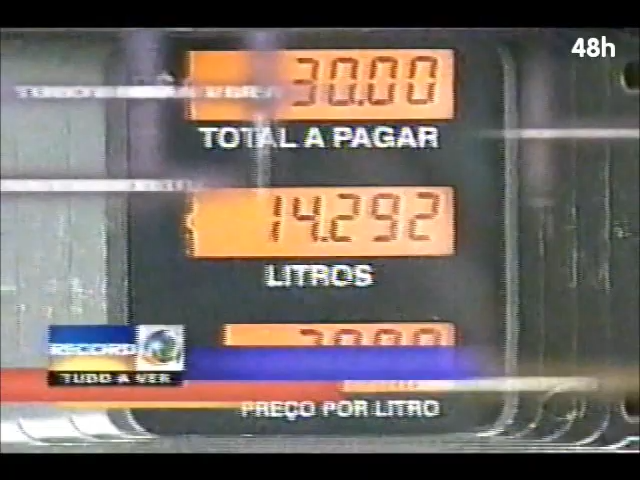 48h
30.00
TOTAL A PAGAR
14.292
LITROS
RECORD
TUDO A VER
PREÇO POR LITRO